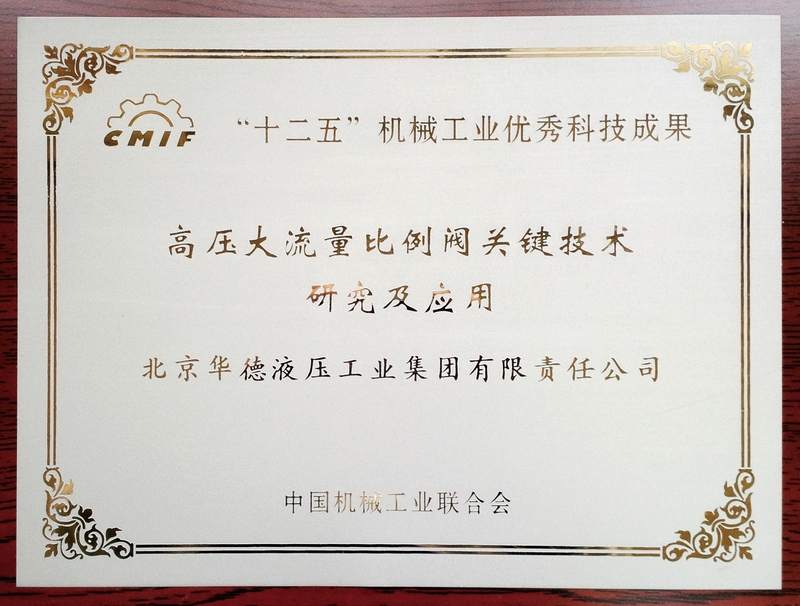 CMIF
“十二五”机械工业优秀科技成果
高压大流量比例阀关键技术
研究及应用
北京华德液压工业集团有限责任公司
中国机械工业联合会